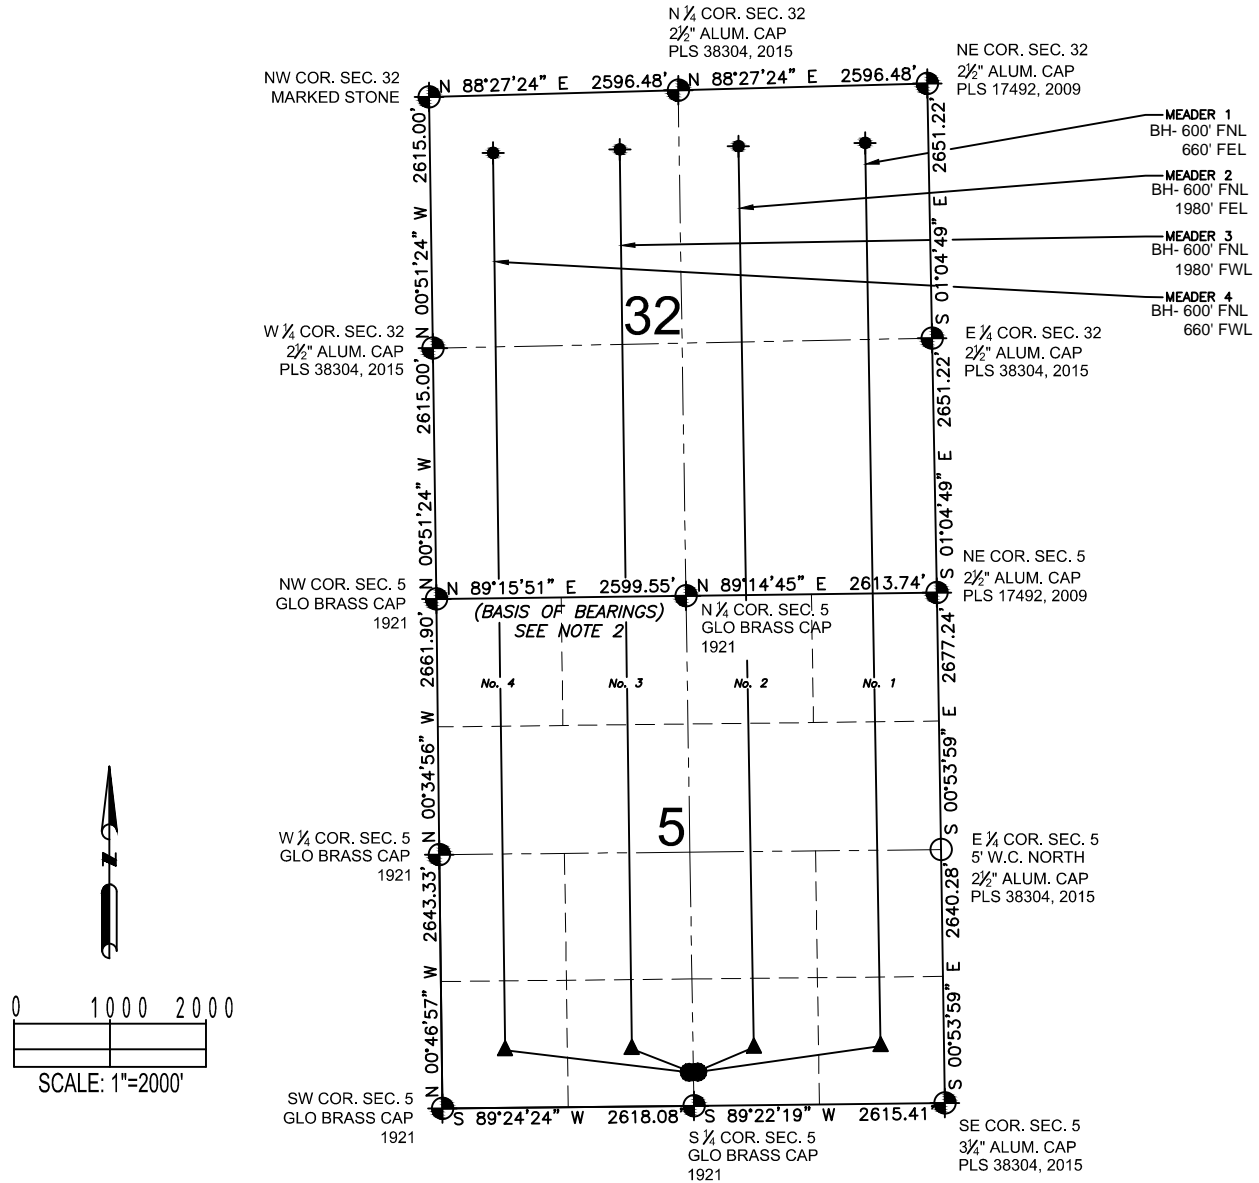 N ¼ COR. SEC. 32
2½" ALUM. CAP
PLS 38304, 2015
NW COR. SEC. 32
MARKED STONE
NE COR. SEC. 32
2½" ALUM. CAP
PLS 17492, 2009
N 88°27'24" E 2596.48'
N 88°27'24" E 2596.48'
MEADER 1
BH- 600' FNL
660' FEL
MEADER 2
BH- 600' FNL
1980' FEL
MEADER 3
BH- 600' FNL
1980' FWL
MEADER 4
BH- 600' FNL
660' FWL
N 00°51'24" W 2615.00'
S 01°04'49" E 2651.22'
32
W ¼ COR. SEC. 32
2½" ALUM. CAP
PLS 38304, 2015
E ¼ COR. SEC. 32
2½" ALUM. CAP
PLS 38304, 2015
N 00°51'24" W 2615.00'
S 01°04'49" E 2651.22'
NW COR. SEC. 5
GLO BRASS CAP
1921
N 89°15'51" E 2599.55'
(BASIS OF BEARINGS)
SEE NOTE 2
N 89°14'45" E 2613.74'
N ¼ COR. SEC. 5
GLO BRASS CAP
1921
NE COR. SEC. 5
2½" ALUM. CAP
PLS 17492, 2009
No. 4
No. 3
No. 2
No. 1
N 00°34'56" W 2661.90'
S 00°53'59" E 2677.24'
5
W ¼ COR. SEC. 5
GLO BRASS CAP
1921
E ¼ COR. SEC. 5
5' W.C. NORTH
2½" ALUM. CAP
PLS 38304, 2015
N 00°46'57" W 2643.33'
S 00°53'59" E 2640.28'
N
0 1000 2000
SCALE: 1"=2000'
SW COR. SEC. 5
GLO BRASS CAP
1921
S 89°24'24" W 2618.08'
S 89°22'19" W 2615.41'
S ¼ COR. SEC. 5
GLO BRASS CAP
1921
SE COR. SEC. 5
3¼" ALUM. CAP
PLS 38304, 2015